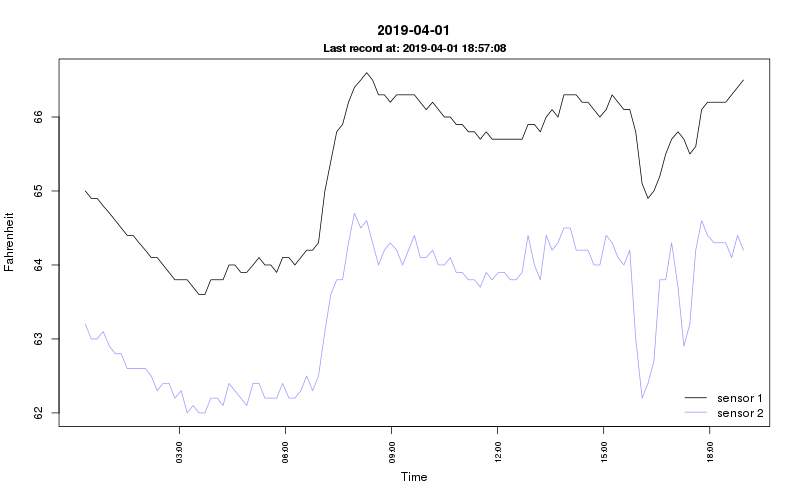 2019-04-01
Last record at: 2019-04-01 18:57:08
Fahrenheit
66
65
64
63
62
sensor 1
sensor 2
03:00 06:00 09:00 12:00 15:00 18:00
Time